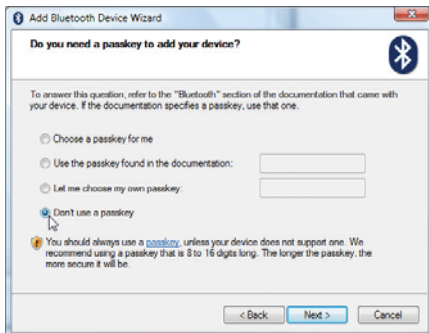 Add Bluetooth Device Wizard
Do you need a passkey to add your device?
To answer this question, refer to the "Bluetooth" section of the documentation that came with
your device. If the documentation specifies a passkey, use that one.
Choose a passkey for me
Use the passkey found in the documentation:
Let me choose my own passkey:
Don't use a passkey
You should always use a passkey, unless your device does not support one. We
recommend using a passkey that is 8 to 16 digits long. The longer the passkey, the
more secure it will be.
< Back Next > Cancel